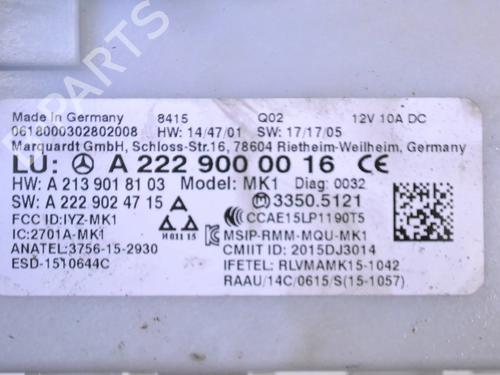 Made in Germany 8415 Q02 12V 10A DC
0618000302802008 HW: 14/47/01 SW: 17/17/05
Marquardt GmbH, Schloss-Str.16, 78604 Rietheim-Weilheim, Germany
LU: A 222 900 00 16 CE
HW: A 213 901 81 03 Model: MK1 Diag: 0032
SW: A 222 902 47 15 3350.5121
FCC ID:IYZ-MK1 CCAE15LP1190T5
IC:2701A-MK1 H011 15 MSIP-RMM-MQU-MK1
ANATEL:3756-15-2930 CMIIT ID: 2015DJ3014
ESD-1510644C IFETEL: RLVMAMK15-1042
RAAU/14C/0615/S(15-1057)
B-PARTS